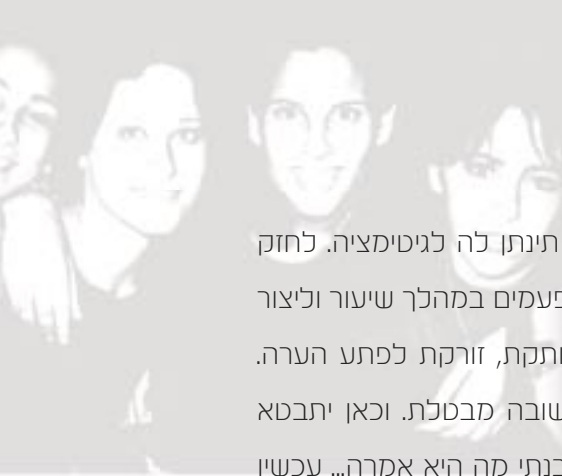 תינתן לה לגיטימציה. לחזק
פעמים במהלך שיעור וליצור
ותקת, זורקת לפתע הערה.
שובה מבטלת. וכאן יתבטא
בנתי מה היא אמרה... עכשיו